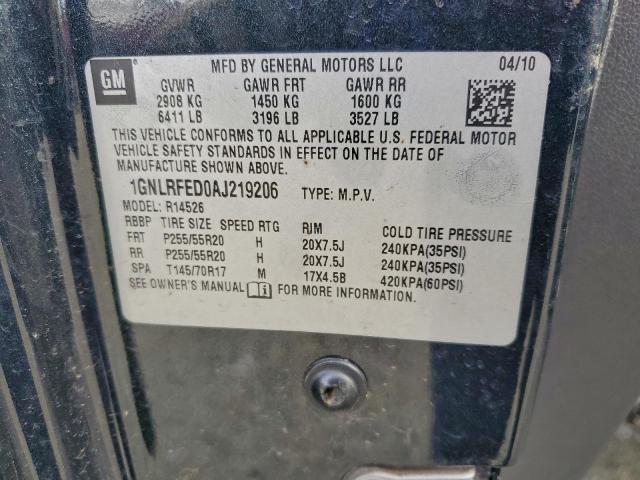 GM MFD BY GENERAL MOTORS LLC 04/10
GVWR GAWR FRT GAWR RR
2908 KG 1450 KG 1600 KG
6411 LB 3196 LB 3527 LB
THIS VEHICLE CONFORMS TO ALL APPLICABLE U.S. FEDERAL MOTOR
VEHICLE SAFETY STANDARDS IN EFFECT ON THE DATE OF
MANUFACTURE SHOWN ABOVE.
1GNLRFED0AJ219206 TYPE: M.P.V.
MODEL: R14526
RBBP TIRE SIZE SPEED RTG RIM COLD TIRE PRESSURE
FRT P255/55R20 H 20X7.5J 240KPA(35PSI)
RR P255/55R20 H 20X7.5J 240KPA(35PSI)
SPA T145/70R17 M 17X4.5B 420KPA(60PSI)
SEE OWNER'S MANUAL FOR MORE INFORMATION.